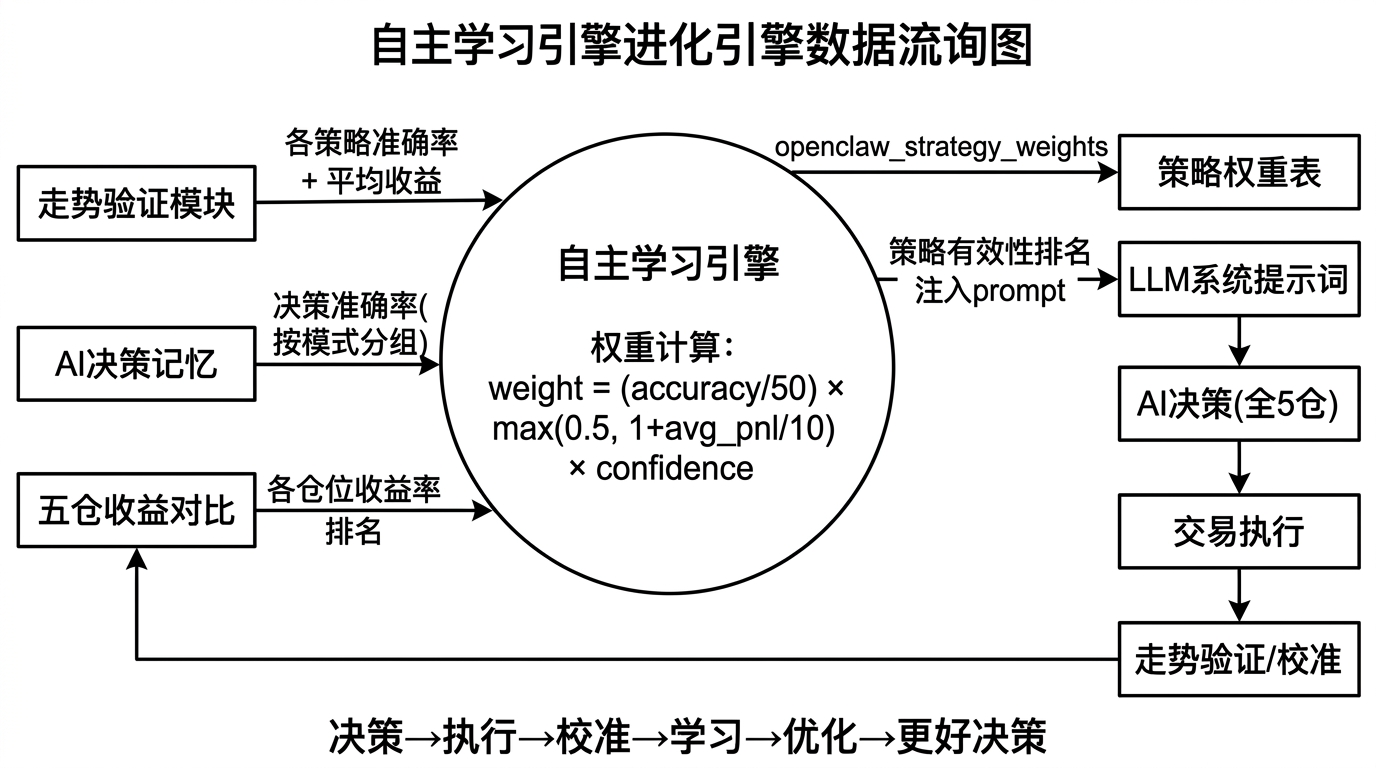 自主学习引擎进化引擎数据流询图
各策略准确率
+ 平均收益
走势验证模块
决策准确率(
按模式分组)
AI决策记忆
各仓位收益率
排名
五仓收益对比
自主学习引擎
权重计算：
weight = (accuracy/50) ×
max(0.5, 1+avg_pnl/10)
× confidence
openclaw_strategy_weights
策略权重表
策略有效性排名
注入prompt
LLM系统提示词
AI决策(全5仓)
交易执行
走势验证/校准
决策→执行→校准→学习→优化→更好决策